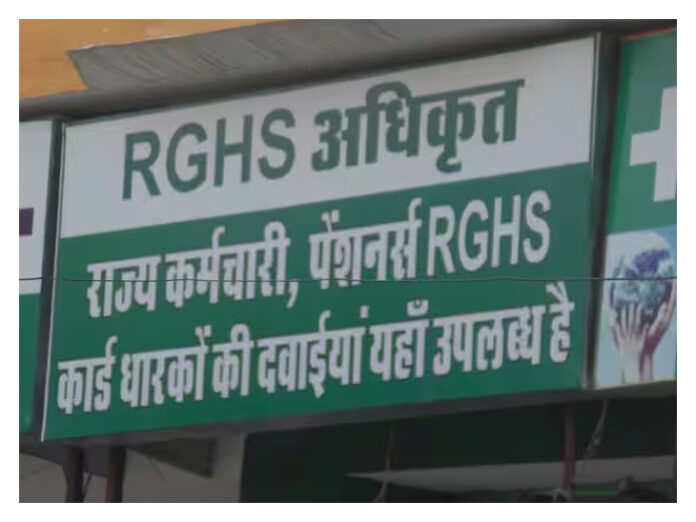 RGHS अधिकृत
राज्य कर्मचारी, पेंशनर्स RGHS
कार्ड धारकों की दवाईयां यहाँ उपलब्ध है